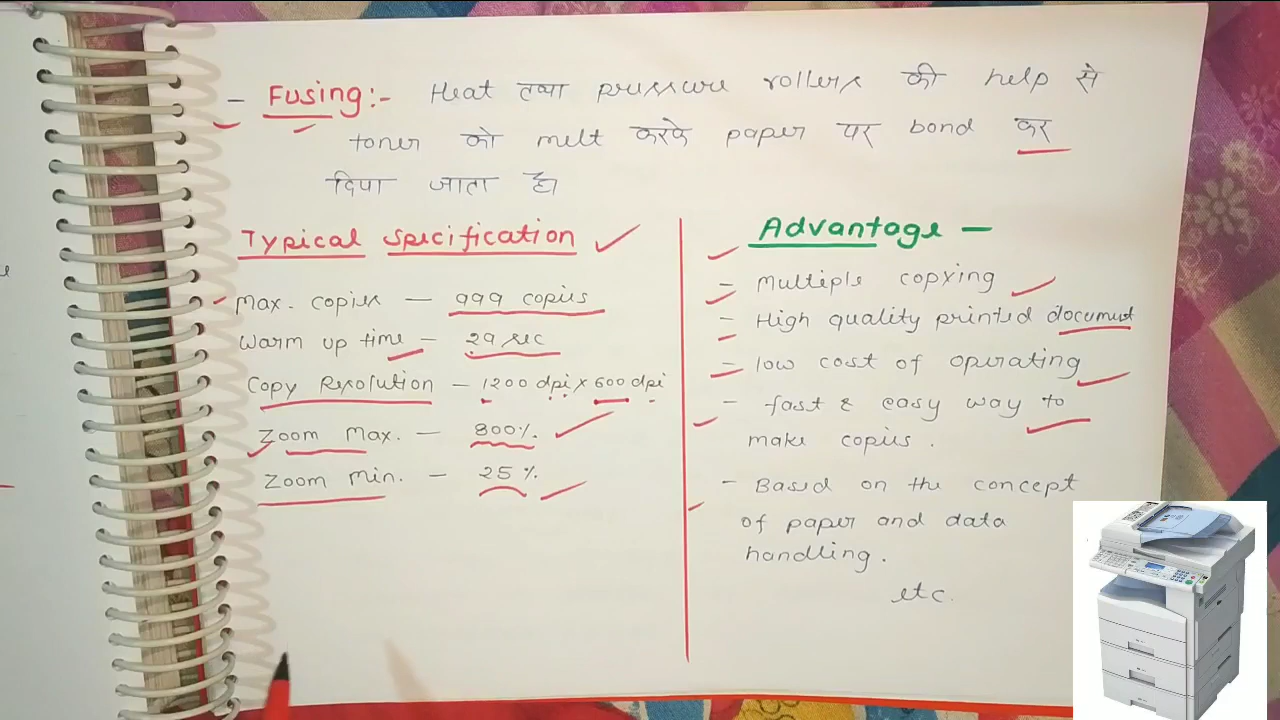 - Fusing:- Heat तथा pressure rollers की help से
toner को melt करके paper पर bond कर
दिया जाता है।
Typical Specification
Max. copies — 999 copies
Warm up time — 29 sec
Copy Resolution — 1200 dpi x 600 dpi
Zoom Max. — 800%.
Zoom Min. — 25%.
Advantage —
- Multiple copying
- High quality printed document
- low cost of operating
- fast & easy way to
make copies.
- Based on the concept
of paper and data
handling.
etc.